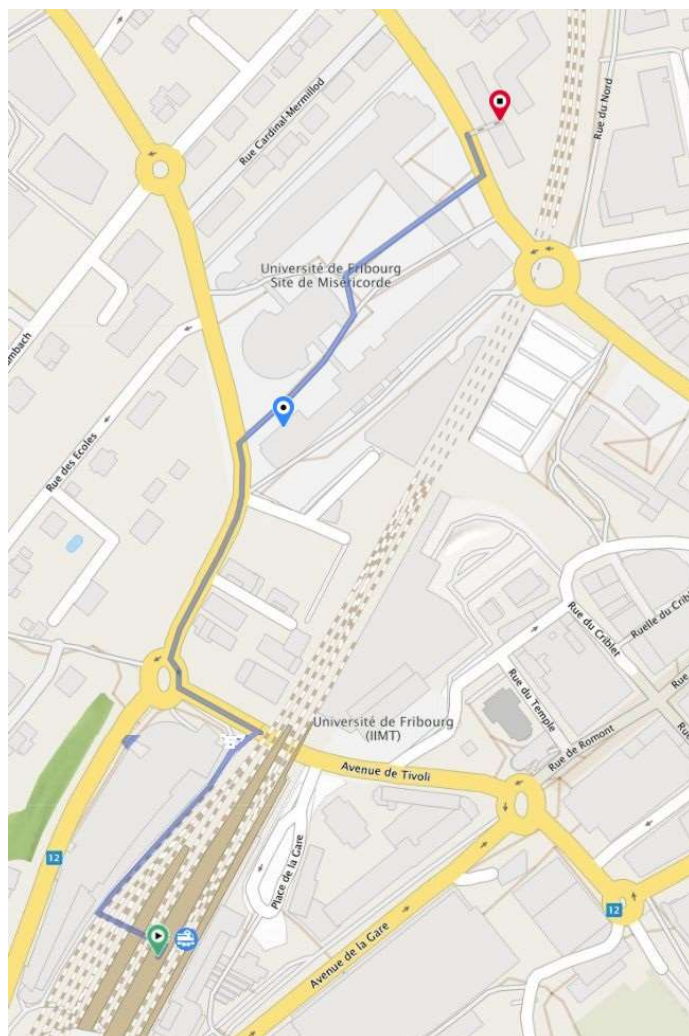 Rue Cardinal-Mermillod
Rue du Nord
Université de Fribourg
Site de Miséricorde
ambach
Rue des Ecoles
Rue du Criblet
Ruelle du Crible
Rue du Temple
Université de Fribourg
(IIMT)
Rue de Romont
Avenue de Tivoli
Place de la Gare
12
Avenue de la Gare
12